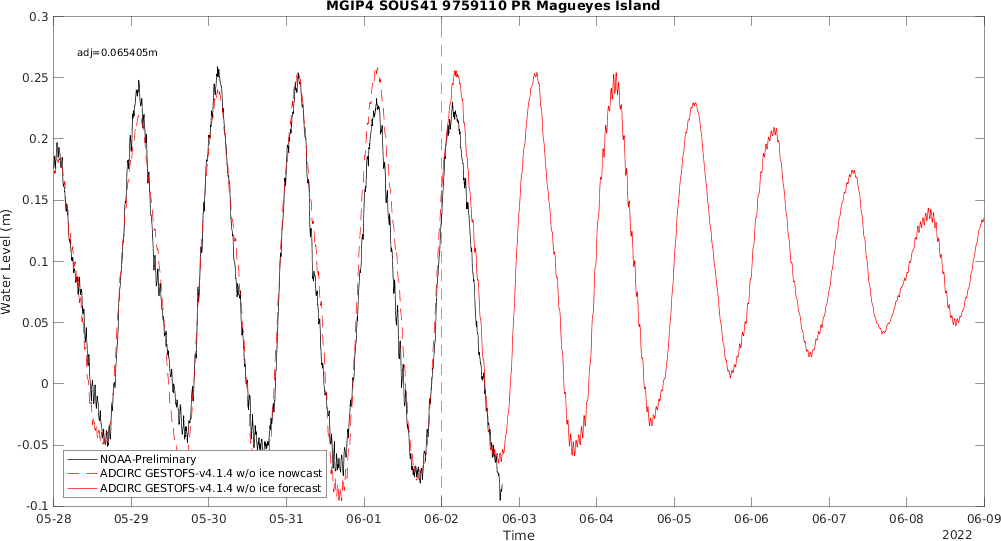 MGIP4 SOUS41 9759110 PR Magueyes Island
adj=0.065405m
Water Level (m)
0.3
0.25
0.2
0.15
0.1
0.05
0
-0.05
-0.1
NOAA-Preliminary
ADCIRC GESTOFS-v4.1.4 w/o ice nowcast
ADCIRC GESTOFS-v4.1.4 w/o ice forecast
05-28 05-29 05-30 05-31 06-01 06-02 06-03 06-04 06-05 06-06 06-07 06-08 06-09
Time
2022